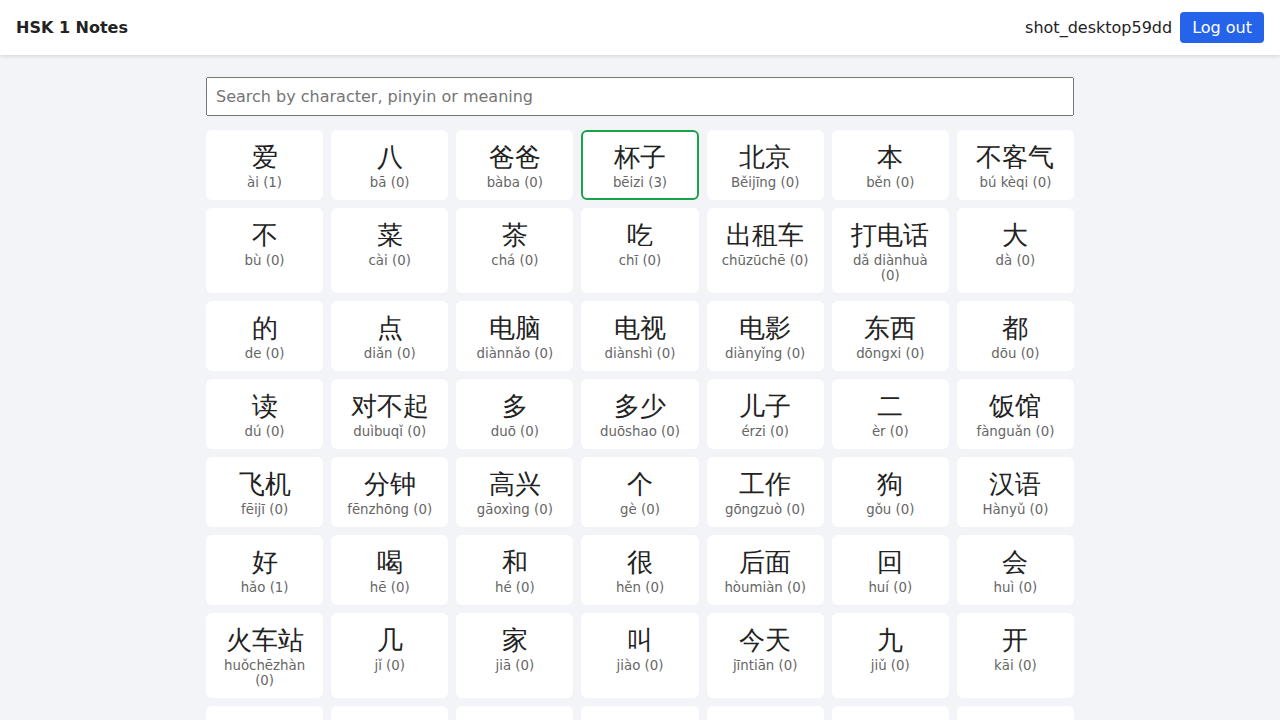 HSK 1 Notes
shot_desktop59dd
Log out
Search by character, pinyin or meaning
爱
ài (1)
八
bā (0)
爸爸
bàba (0)
杯子
bēizi (3)
北京
Běijīng (0)
本
běn (0)
不客气
bú kèqi (0)
不
bù (0)
菜
cài (0)
茶
chá (0)
吃
chī (0)
出租车
chūzūchē (0)
打电话
dǎ diànhuà
(0)
大
dà (0)
的
de (0)
点
diǎn (0)
电脑
diànnǎo (0)
电视
diànshì (0)
电影
diànyǐng (0)
东西
dōngxi (0)
都
dōu (0)
读
dú (0)
对不起
duìbuqǐ (0)
多
duō (0)
多少
duōshao (0)
儿子
érzi (0)
二
èr (0)
饭馆
fànguǎn (0)
飞机
fēijī (0)
分钟
fēnzhōng (0)
高兴
gāoxìng (0)
个
gè (0)
工作
gōngzuò (0)
狗
gǒu (0)
汉语
Hànyǔ (0)
好
hǎo (1)
喝
hē (0)
和
hé (0)
很
hěn (0)
后面
hòumiàn (0)
回
huí (0)
会
huì (0)
火车站
huǒchēzhàn
(0)
几
jǐ (0)
家
jiā (0)
叫
jiào (0)
今天
jīntiān (0)
九
jiǔ (0)
开
kāi (0)